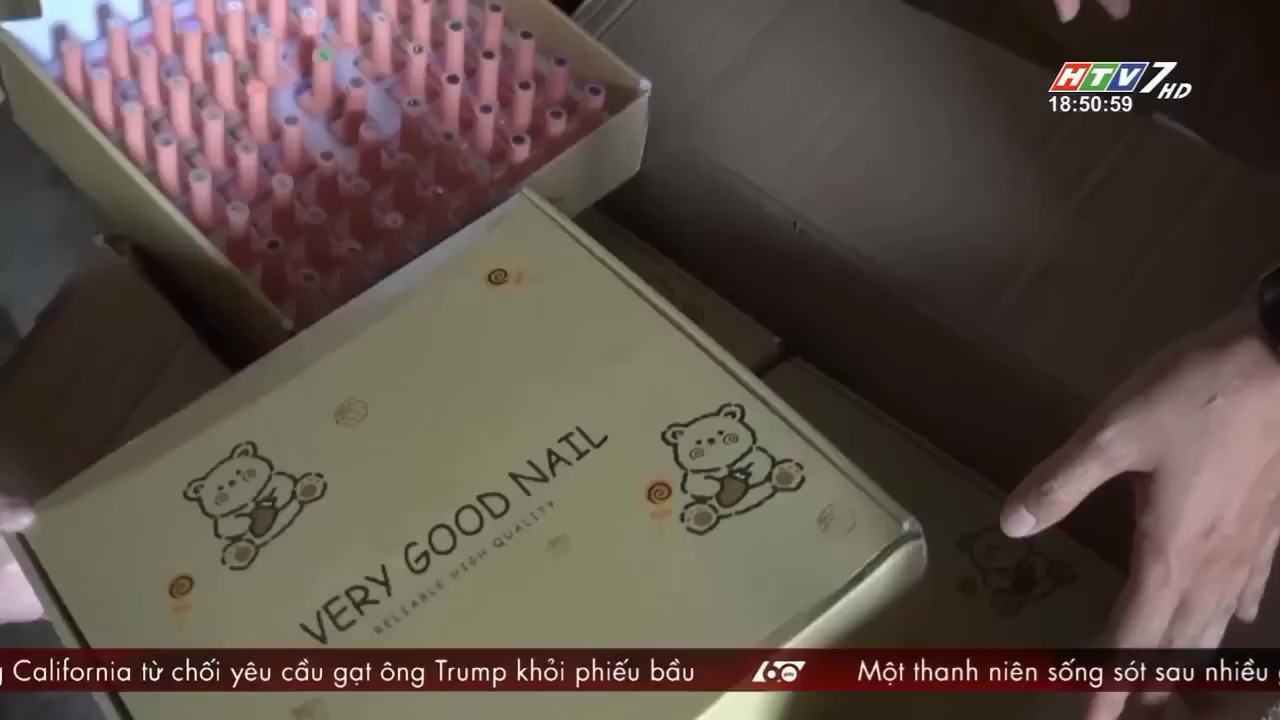 HTV7 HD
18:50:59
VERY GOOD NAIL
RELIABLE HIGH QUALITY
California từ chối yêu cầu gạt ông Trump khỏi phiếu bầu
60
Một thanh niên sống sót sau nhiều